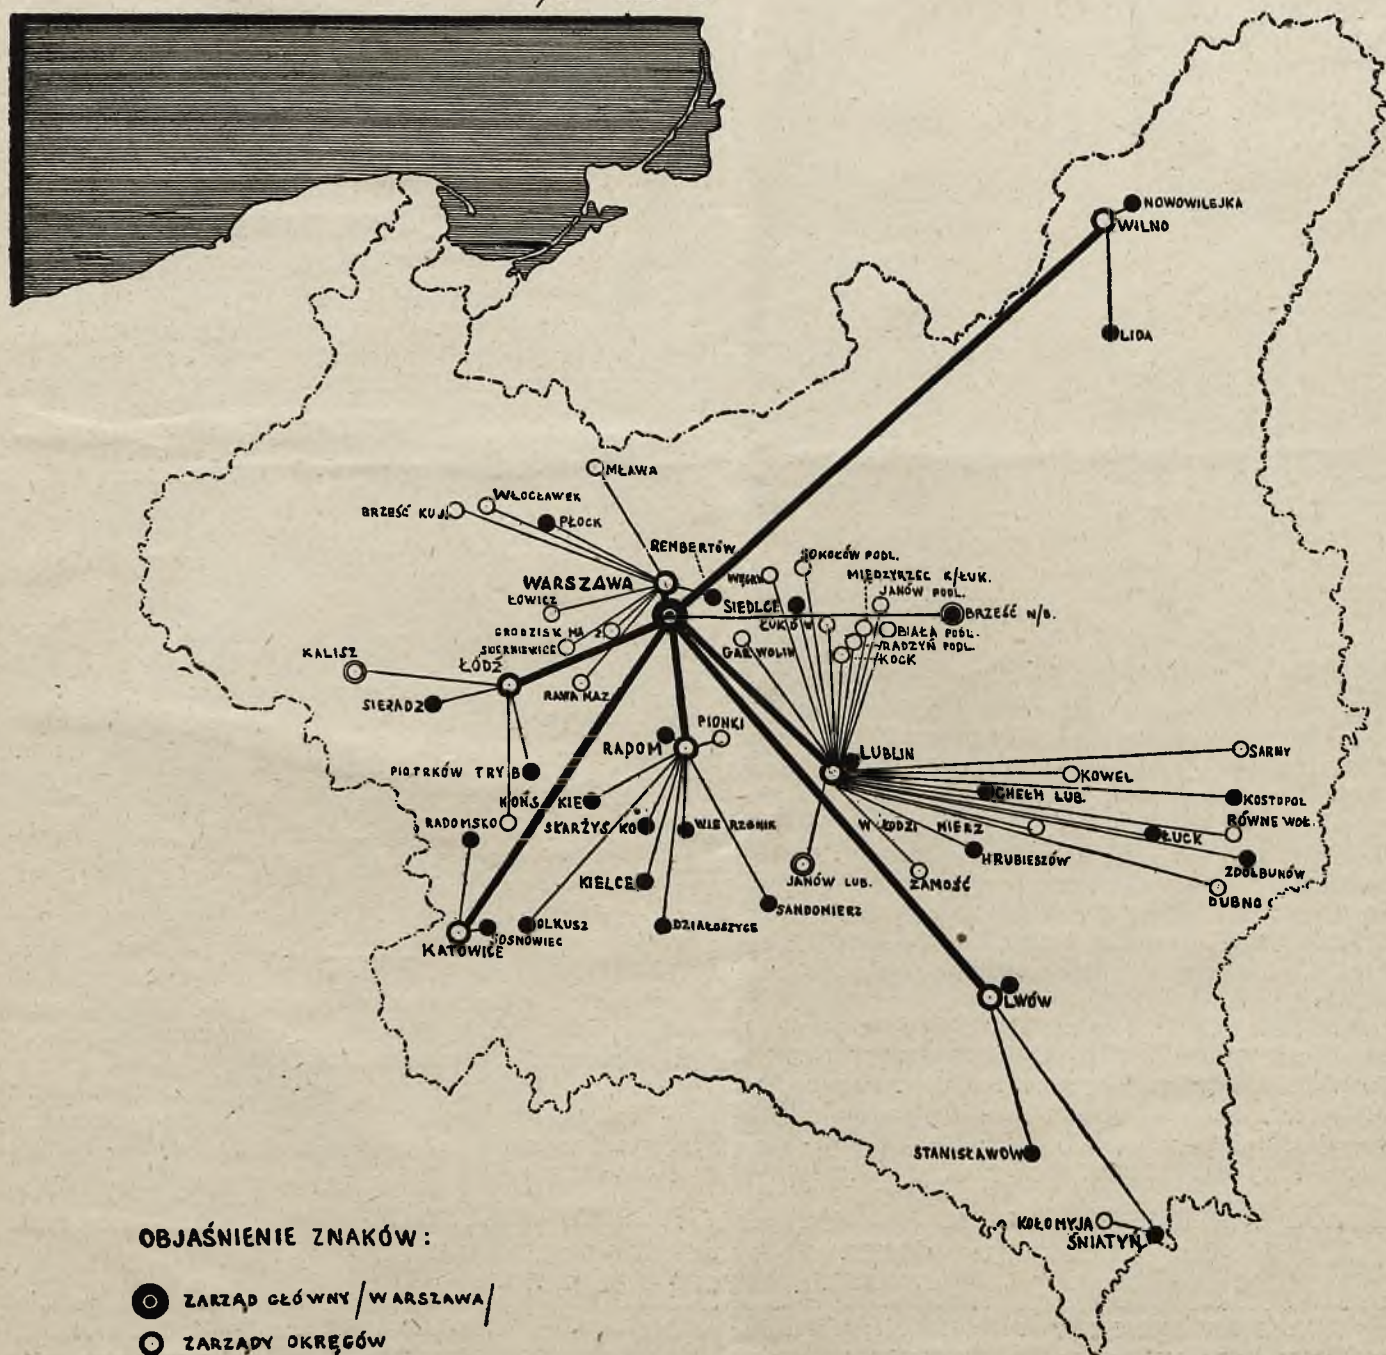 NOWOWILEJKA
WILNO
LIDA
MŁAWA
WŁOCŁAWEK
BRZEŚĆ KUJ.
PŁOCK
REMBERTÓW
SOKOŁÓW PODL.
WARSZAWA
MIĘDZYRZEC K/ŁUK.
JANÓW PODL.
ŁOWICZ
SIEDLCE
BRZEŚĆ N/B.
ŁUKÓW
GRODZISK MAZ
BIAŁA PODL.
SKIERNIEWICE
GARWOLIN
RADZYŃ PODL.
KOCK
KALISZ
ŁÓDŹ
RAWA MAZ.
SIERADZ
PIONKI
RADOM
LUBLIN
SARNY
PIOTRKÓW TRYB
KOWEL
CHEŁM LUB.
KOŃSKIE
KOSTOPOL
RADOMSKO
SKARŻYSKO
WIERZBNIK
WŁODZIMIERZ
ŁUCK
RÓWNE WOŁ.
HRUBIESZÓW
ZDOŁBUNÓW
KIELCE
JANÓW LUB.
ZAMOŚĆ
DUBNO
SANDOMIERZ
OLKUSZ
DZIAŁOSZYCE
SOSNOWIEC
KATOWICE
LWÓW
STANISŁAWÓW
KOŁOMYJA
ŚNIATYŃ
OBJAŚNIENIE ZNAKÓW:
ZARZĄD GŁÓWNY /WARSZAWA/
ZARZĄDY OKRĘGÓW